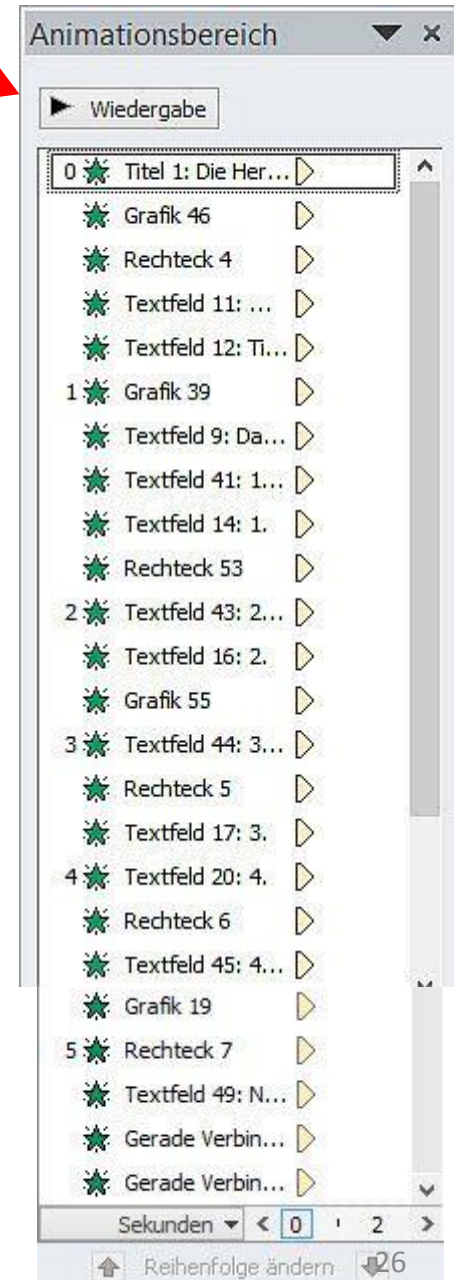 Animationsbereich
Wiedergabe
0 Titel 1: Die Her...
Grafik 46
Rechteck 4
Textfeld 11: ...
Textfeld 12: Ti...
1 Grafik 39
Textfeld 9: Da...
Textfeld 41: 1...
Textfeld 14: 1.
Rechteck 53
2 Textfeld 43: 2...
Textfeld 16: 2.
Grafik 55
3 Textfeld 44: 3...
Rechteck 5
Textfeld 17: 3.
4 Textfeld 20: 4.
Rechteck 6
Textfeld 45: 4...
Grafik 19
5 Rechteck 7
Textfeld 49: N...
Gerade Verbin...
Gerade Verbin...
Sekunden 0 2
Reihenfolge ändern 26